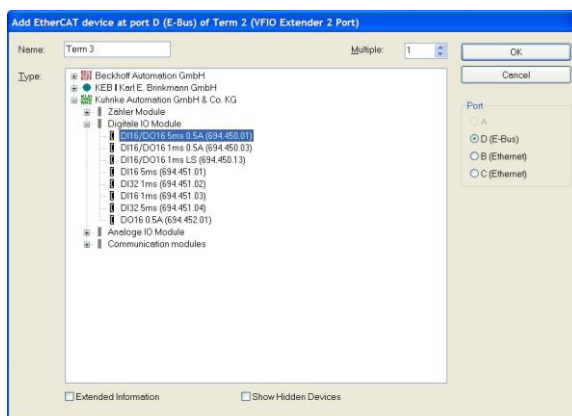 Add EtherCAT device at port D (E-Bus) of Term 2 (VFIO Extender 2 Port)
Name: Term 3 Multiple: 1 OK
Cancel
Type: Beckhoff Automation GmbH
KEB I Karl E. Brinkmann GmbH
Kuhnke Automation GmbH & Co. KG
Zähler Module
Digitale IO Module
DI16/DO16 5ms 0.5A (694.450.01)
DI16/DO16 1ms 0.5A (694.450.03)
DI16/DO16 1ms LS (694.450.13)
DI16 5ms (694.451.01)
DI32 1ms (694.451.02)
DI16 1ms (694.451.03)
DI32 5ms (694.451.04)
DO16 0.5A (694.452.01)
Analoge IO Module
Communication modules
Port
A
D (E-Bus)
B (Ethernet)
C (Ethernet)
Extended Information Show Hidden Devices